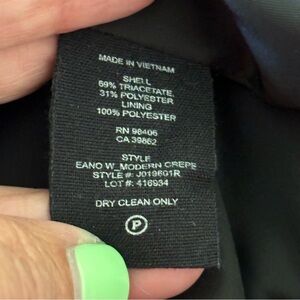 MADE IN VIETNAM
SHELL
69% TRIACETATE
31% POLYESTER
LINING
100% POLYESTER
RN 98406
CA 39862
STYLE
EANO W_MODERN CREPE
STYLE #: J019601R
LOT #: 416934
DRY CLEAN ONLY
P